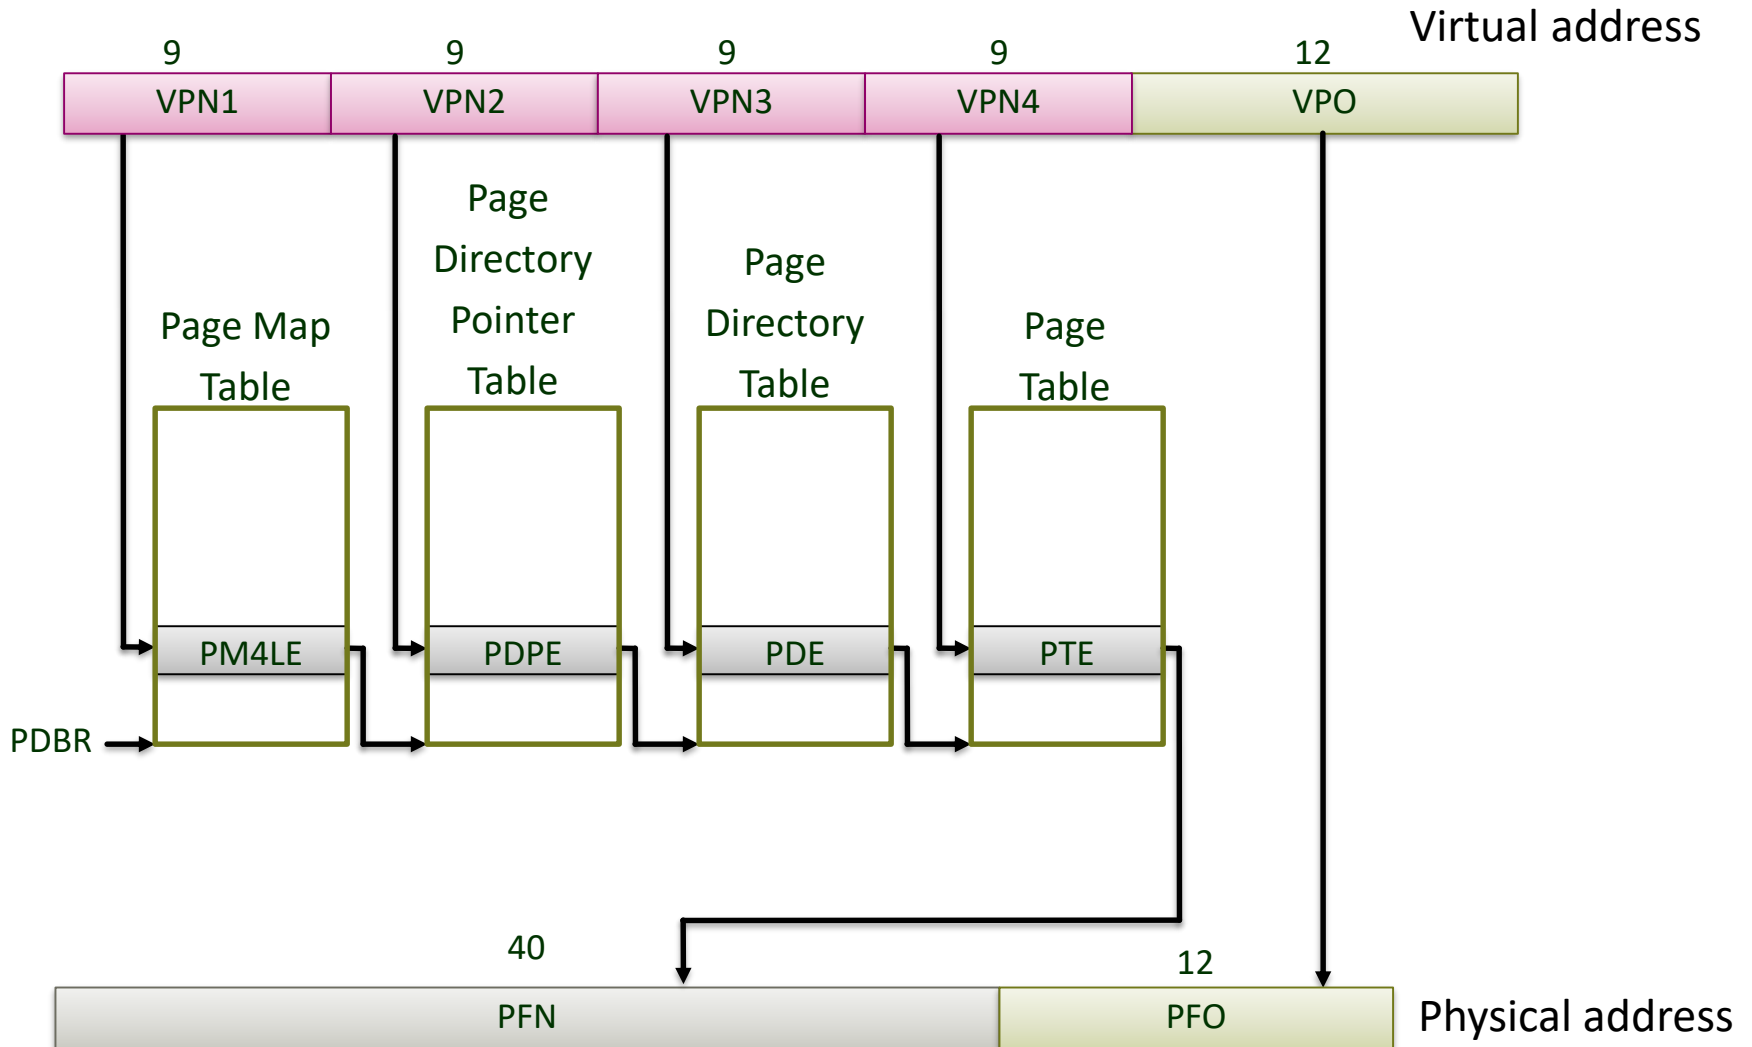 Virtual address
9
9
9
9
12
VPN1
VPN2
VPN3
VPN4
VPO
Page
Directory
Pointer
Table
Page
Directory
Table
Page Map
Table
Page
Table
PM4LE
PDPE
PDE
PTE
PDBR
40
12
PFN
PFO
Physical address